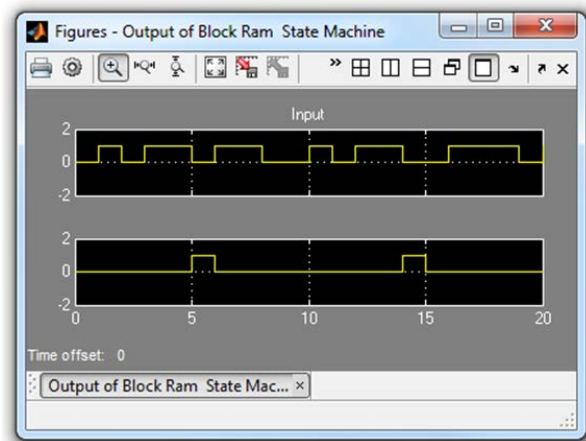 Figures - Output of Block Ram  State Machine
»
Input
2
0
-2
2
0
-2
0 5 10 15 20
Time offset: 0
Output of Block Ram  State Mac... ×